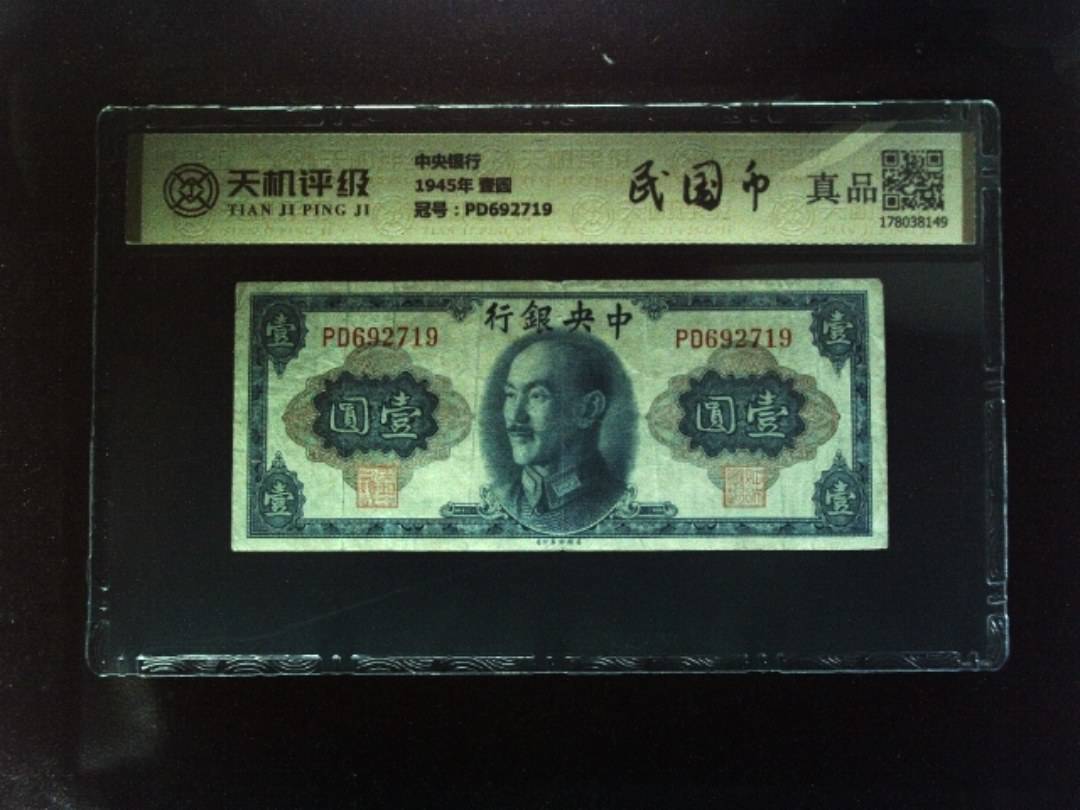 天机评级
TIAN JI PING JI
中央银行
1945年 壹圆
冠号：PD692719
民国币
真品
178038149
行銀央中
壹
壹
PD692719
PD692719
圓壹
圓壹
壹
壹